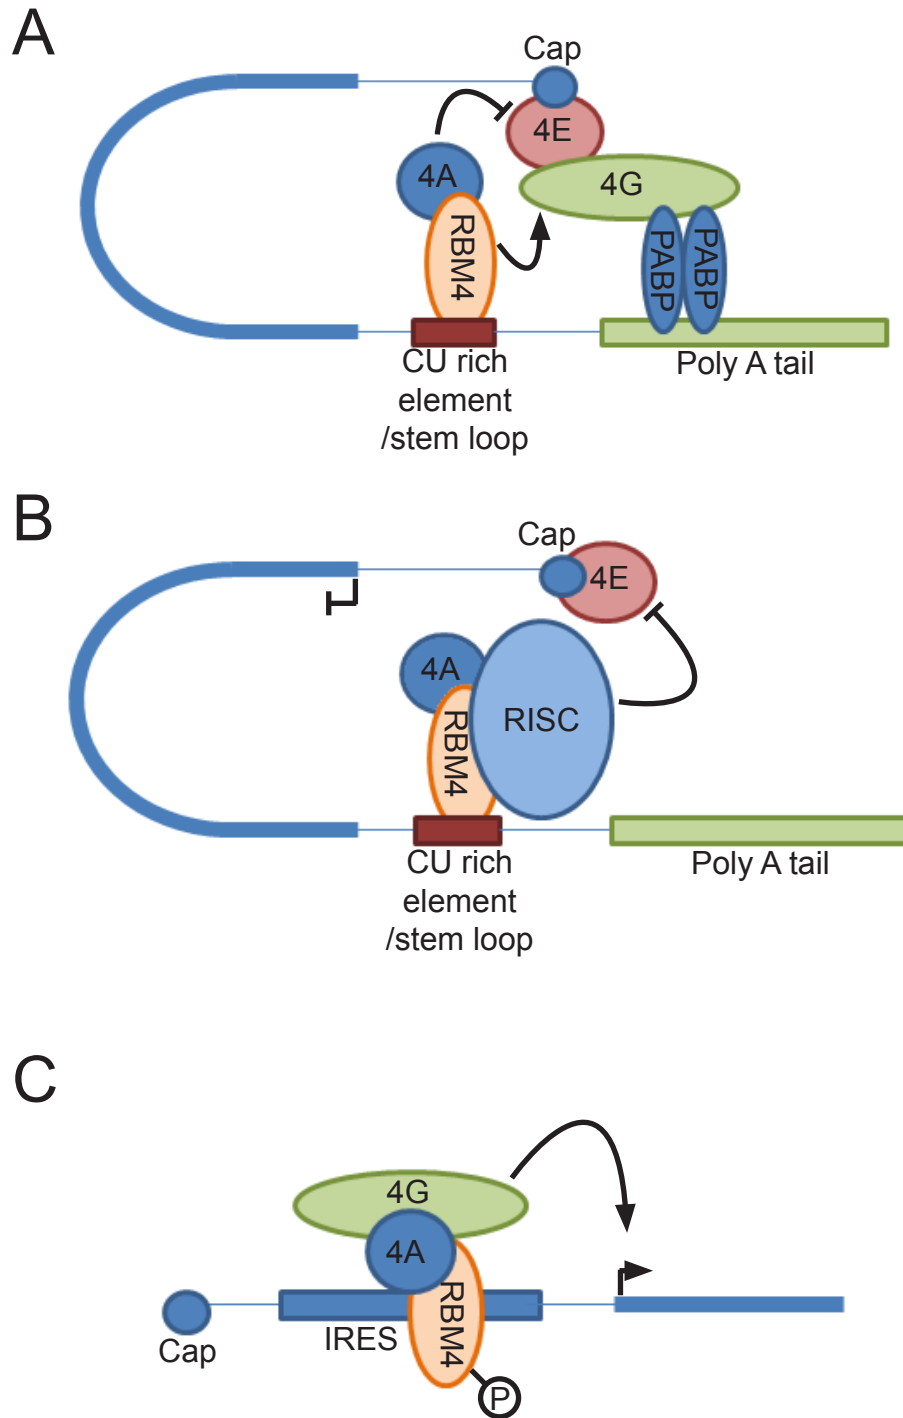 A
Cap
4E
4A
4G
RBM4
PABP
PABP
CU rich
element
/stem loop
Poly A tail
B
Cap
4E
4A
RISC
RBM4
CU rich
element
/stem loop
Poly A tail
C
4G
4A
RBM4
IRES
Cap
P